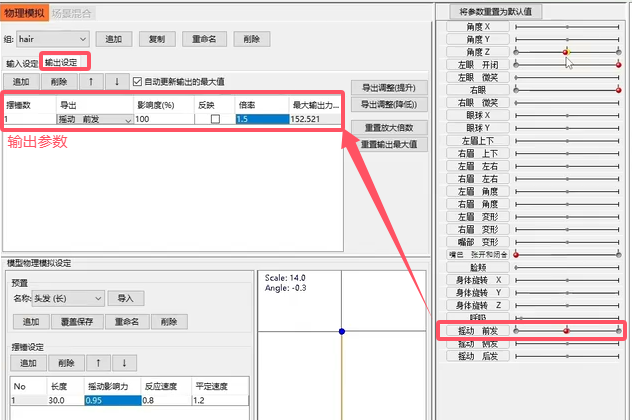 物理模拟 场景混合
组: hair 追加 复制 重命名 删除
输入设定 输出设定
追加 删除 ↑ ↓ 自动更新输出的最大值
摆锤数 导出 影响度(%) 反映 倍率 最大输出力...
1 摇动 前发 100 1.5 152.521
输出参数
导出调整(提升)
导出调整(降低))
重置放大倍数
重置输出最大值
模型物理模拟设定
预置
名称: 头发 (长) 导入
追加 覆盖保存 重命名 删除
摆锤设定
追加 删除 ↑ ↓
No 长度 摇动影响力 反应速度 平定速度
1 30.0 0.95 0.8 1.2
Scale: 14.0
Angle: -0.3
将参数重置为默认值
角度 X
角度 Y
角度 Z
左眼 开闭
左眼 微笑
右眼
右眼 微笑
眼球 X
眼球 Y
左眉上下
右眉 上下
左眉 左右
右眉 左右
左眉 角度
右眉 角度
左眉 变形
右眉 变形
嘴部 变形
嘴巴 张开和闭合
脸颊
身体旋转 X
身体旋转 Y
身体旋转 Z
呼吸
摇动 前发
摇动 侧发
摇动 后发